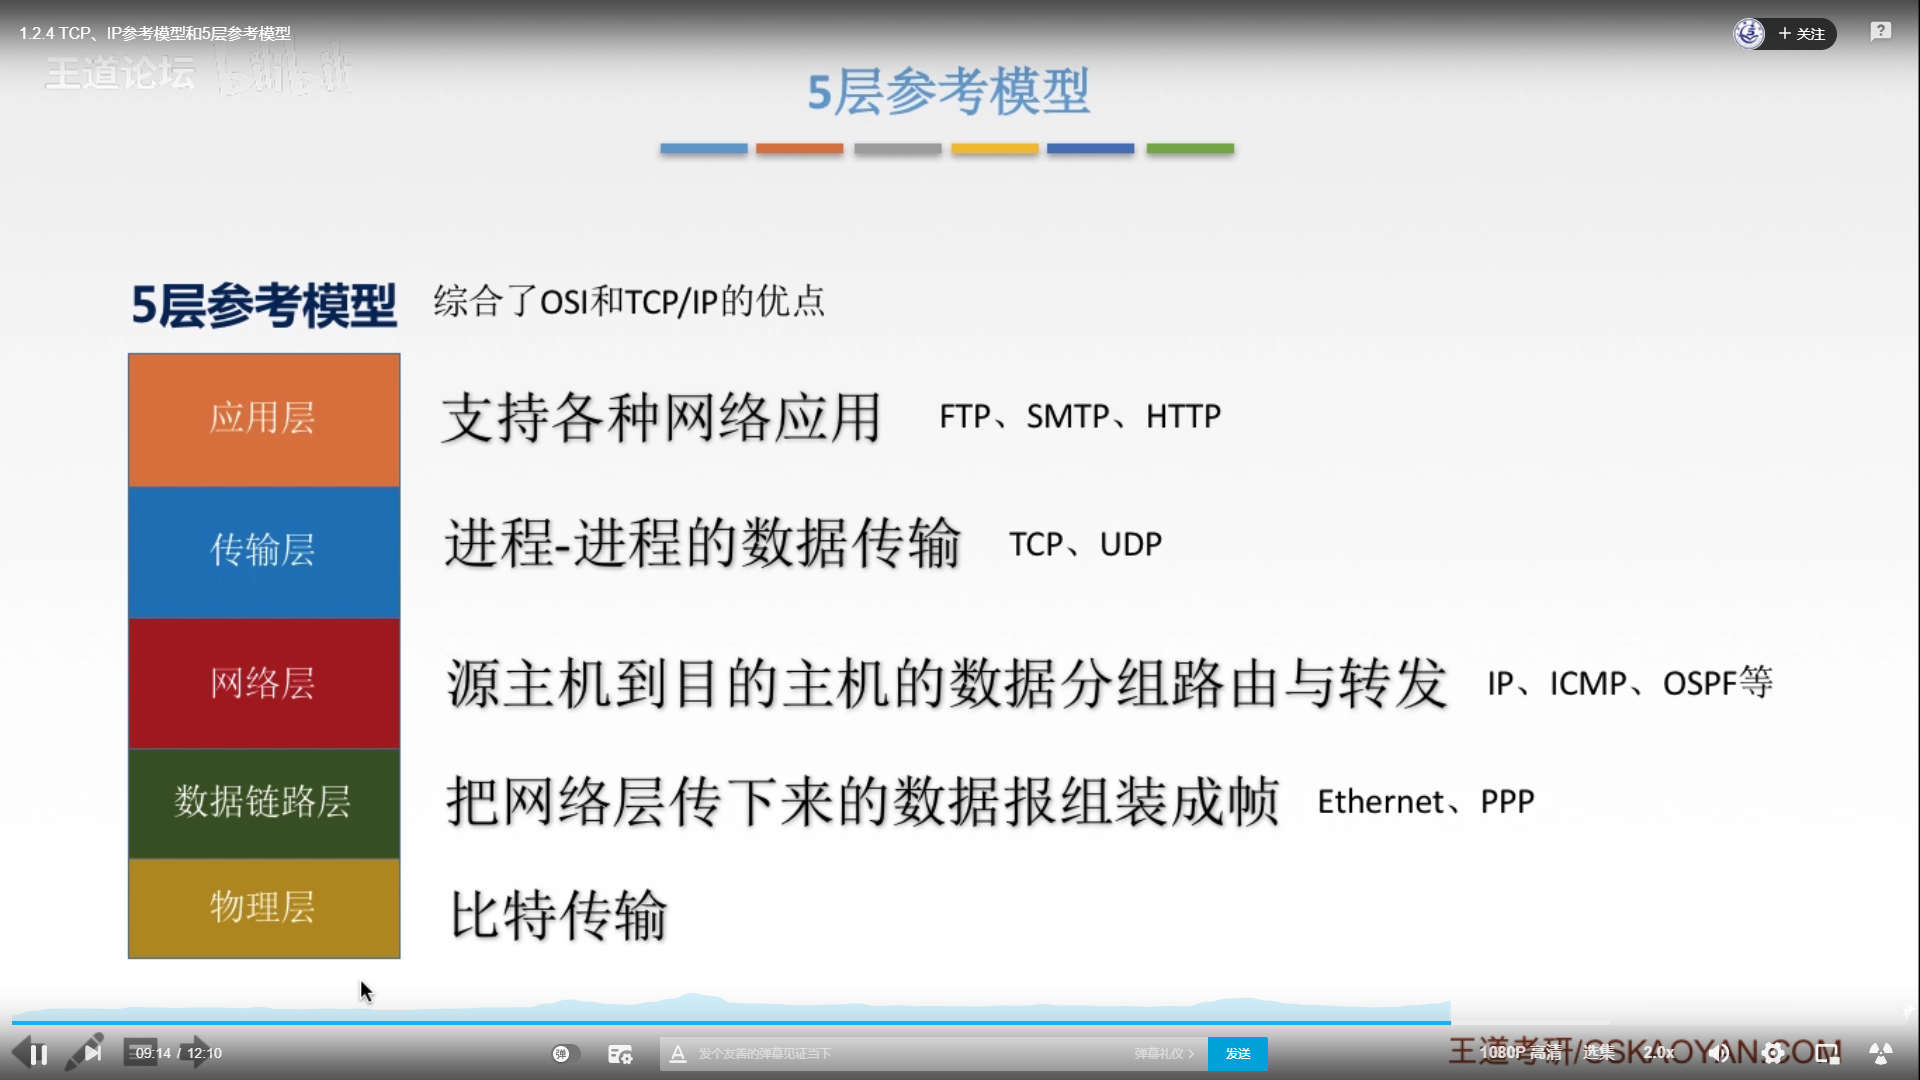 1.2.4 TCP、IP参考模型和5层参考模型
+ 关注
王道论坛 bilibili
5层参考模型
5层参考模型 综合了OSI和TCP/IP的优点
应用层 支持各种网络应用 FTP、SMTP、HTTP
传输层 进程-进程的数据传输 TCP、UDP
网络层 源主机到目的主机的数据分组路由与转发 IP、ICMP、OSPF等
数据链路层 把网络层传下来的数据报组装成帧 Ethernet、PPP
物理层 比特传输
09:14 / 12:10
弹
发个友善的弹幕见证当下
弹幕礼仪 >
发送
王道考研/CSKAOYAN.COM
1080P 高清 选集 2.0x